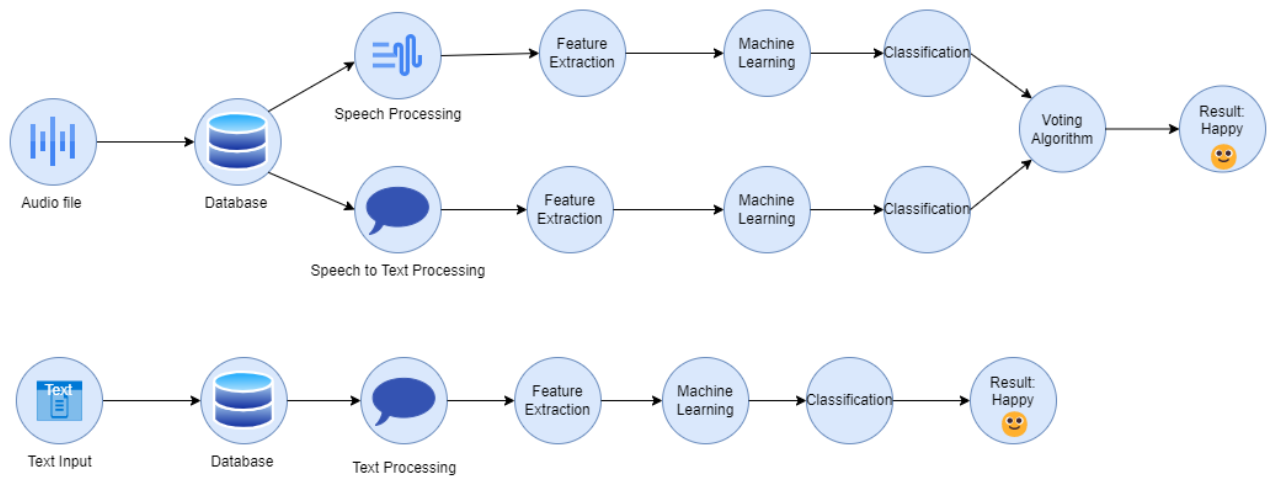 Feature
Extraction
Machine
Learning
Classification
Speech Processing
Audio file
Database
Voting
Algorithm
Result:
Happy
Feature
Extraction
Machine
Learning
Classification
Speech to Text Processing
Text
Text Input
Database
Text Processing
Feature
Extraction
Machine
Learning
Classification
Result:
Happy